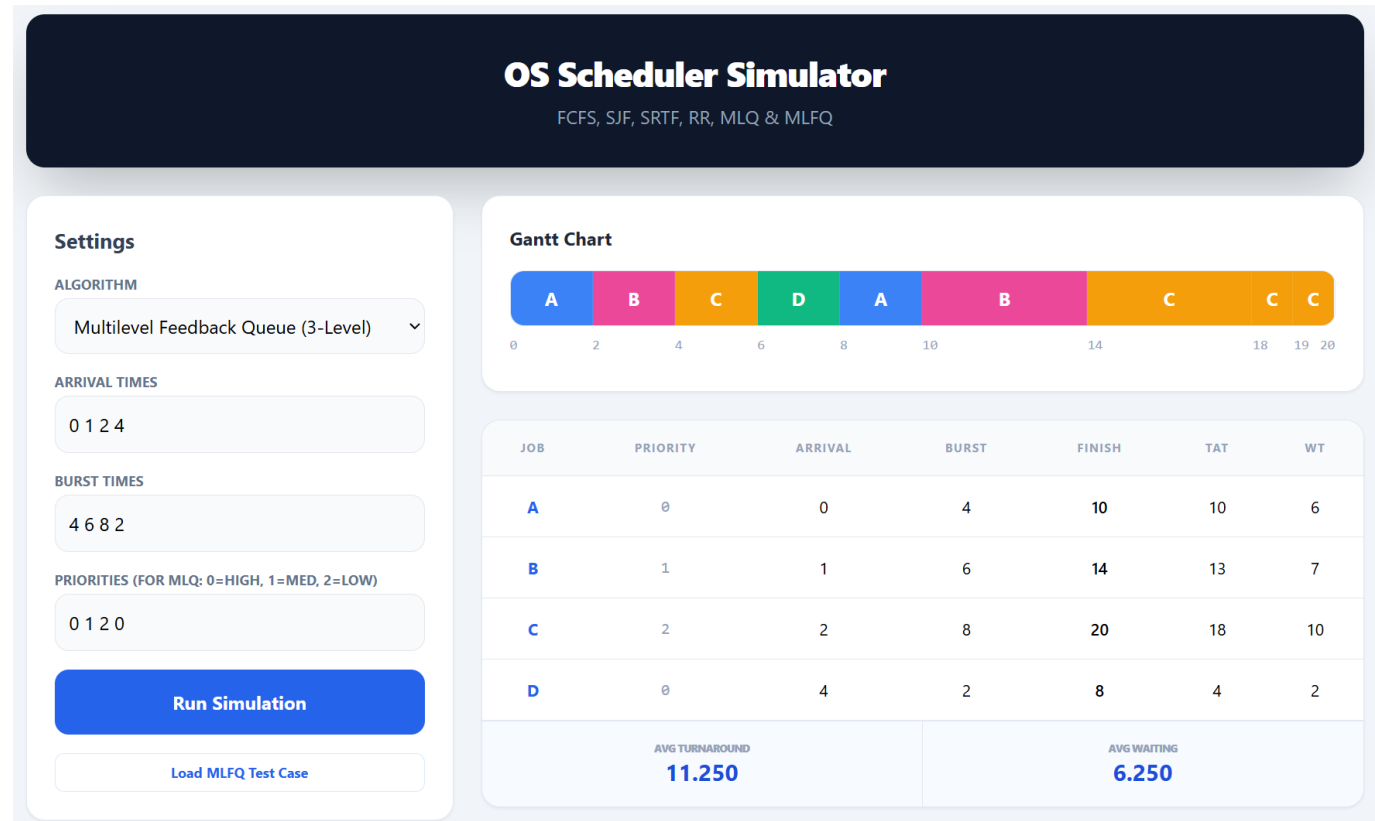 OS Scheduler Simulator
FCFS, SJF, SRTF, RR, MLQ & MLFQ
Settings
ALGORITHM
Multilevel Feedback Queue (3-Level)
ARRIVAL TIMES
0 1 2 4
BURST TIMES
4 6 8 2
PRIORITIES (FOR MLQ: 0=HIGH, 1=MED, 2=LOW)
0 1 2 0
Run Simulation
Load MLFQ Test Case
Gantt Chart
A B C D A B C C C
0 2 4 6 8 10 14 18 19 20
JOB PRIORITY ARRIVAL BURST FINISH TAT WT
A 0 0 4 10 10 6
B 1 1 6 14 13 7
C 2 2 8 20 18 10
D 0 4 2 8 4 2
AVG TURNAROUND AVG WAITING
11.250 6.250